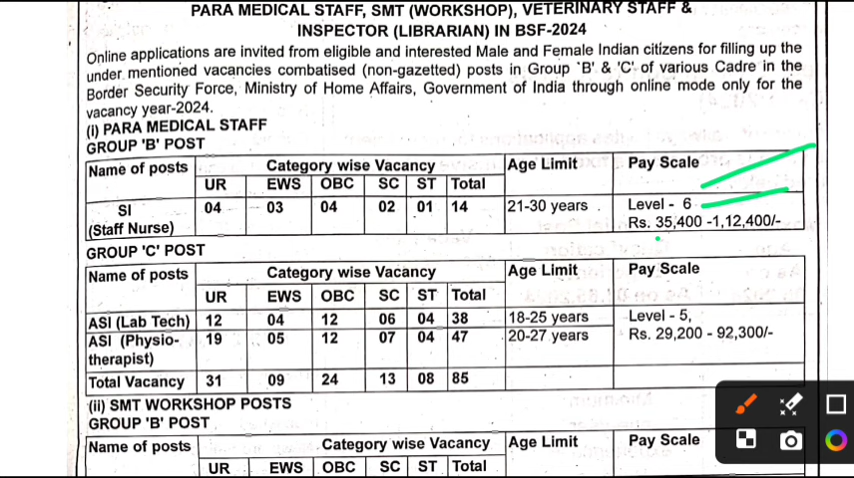 PARA MEDICAL STAFF, SMT (WORKSHOP), VETERINARY STAFF &
INSPECTOR (LIBRARIAN) IN BSF-2024
Online applications are invited from eligible and interested Male and Female Indian citizens for filling up the
under mentioned vacancies combatised (non-gazetted) posts in Group 'B' & 'C' of various Cadre in the
Border Security Force, Ministry of Home Affairs, Government of India through online mode only for the
vacancy year-2024.
(i) PARA MEDICAL STAFF
GROUP 'B' POST
Name of posts Category wise Vacancy Age Limit Pay Scale
UR EWS OBC SC ST Total
SI 04 03 04 02 01 14 21-30 years Level - 6
(Staff Nurse) Rs. 35,400 -1,12,400/-
GROUP 'C' POST
Name of posts Category wise Vacancy Age Limit Pay Scale
UR EWS OBC SC ST Total
ASI (Lab Tech) 12 04 12 06 04 38 18-25 years Level - 5,
ASI (Physio- 19 05 12 07 04 47 20-27 years Rs. 29,200 - 92,300/-
therapist)
Total Vacancy 31 09 24 13 08 85
(ii) SMT WORKSHOP POSTS
GROUP 'B' POST
Name of posts Category wise Vacancy Age Limit Pay Scale
UR EWS OBC SC ST Total